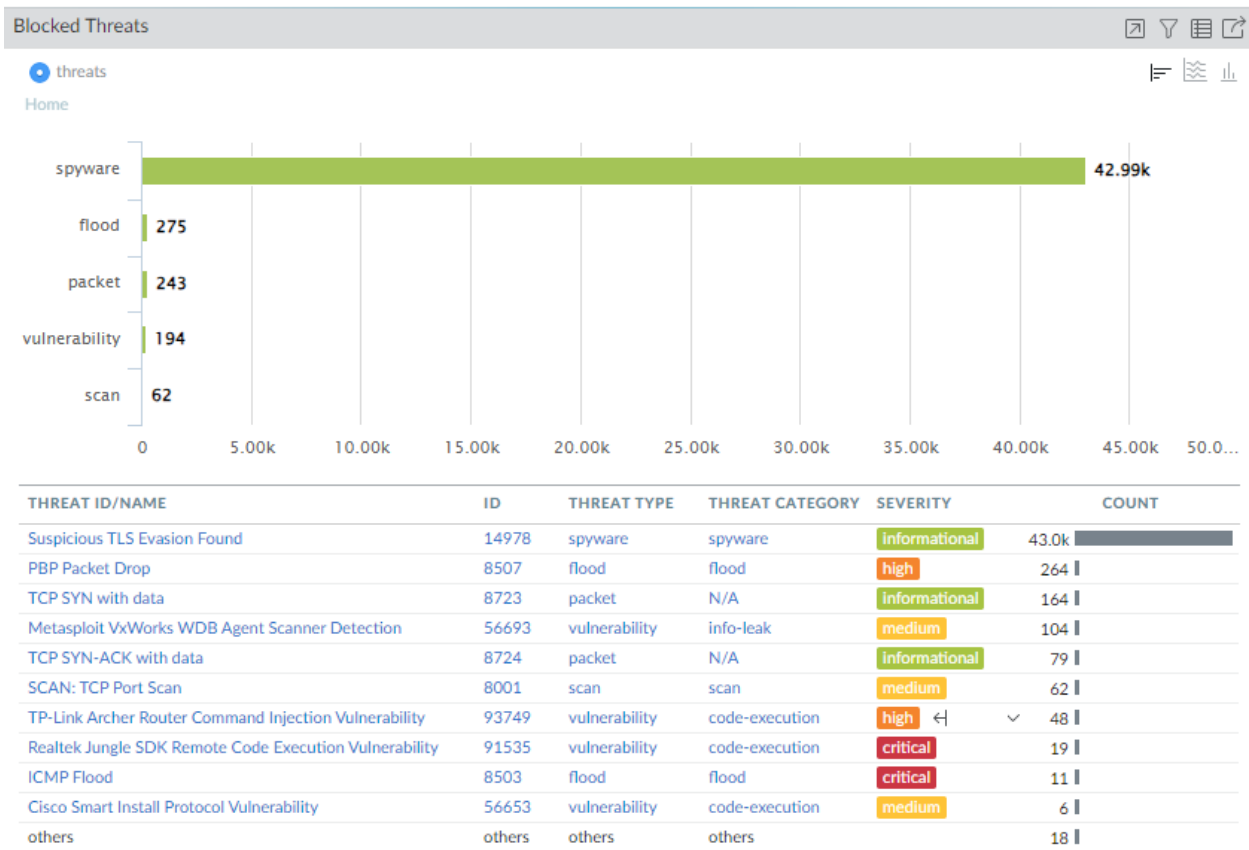 Blocked Threats
threats
Home
spyware 42.99k
flood 275
packet 243
vulnerability 194
scan 62
0 5.00k 10.00k 15.00k 20.00k 25.00k 30.00k 35.00k 40.00k 45.00k 50.0...
THREAT ID/NAME ID THREAT TYPE THREAT CATEGORY SEVERITY COUNT
Suspicious TLS Evasion Found 14978 spyware spyware informational 43.0k
PBP Packet Drop 8507 flood flood high 264
TCP SYN with data 8723 packet N/A informational 164
Metasploit VxWorks WDB Agent Scanner Detection 56693 vulnerability info-leak medium 104
TCP SYN-ACK with data 8724 packet N/A informational 79
SCAN: TCP Port Scan 8001 scan scan medium 62
TP-Link Archer Router Command Injection Vulnerability 93749 vulnerability code-execution high 48
Realtek Jungle SDK Remote Code Execution Vulnerability 91535 vulnerability code-execution critical 19
ICMP Flood 8503 flood flood critical 11
Cisco Smart Install Protocol Vulnerability 56653 vulnerability code-execution medium 6
others others others others 18